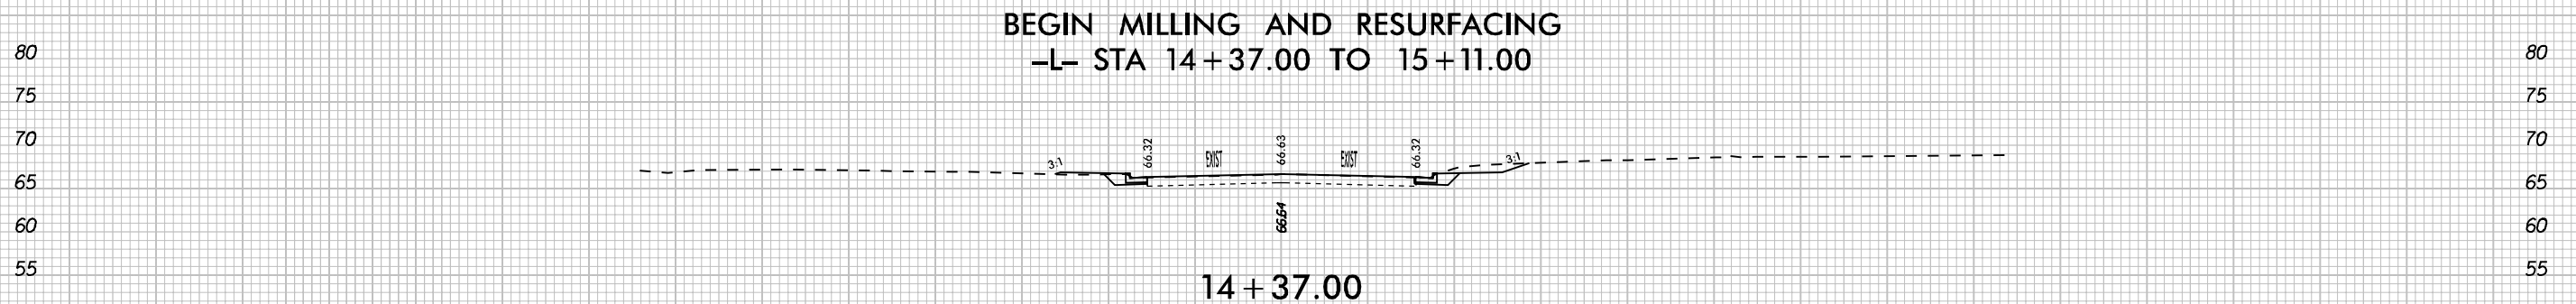 BEGIN MILLING AND RESURFACING
-L- STA 14+37.00 TO 15+11.00
80 80
75 75
70 70
66.32 EXIST 66.63 EXIST 66.32
3:1 3:1
65 65
60 60
55 55
14+37.00